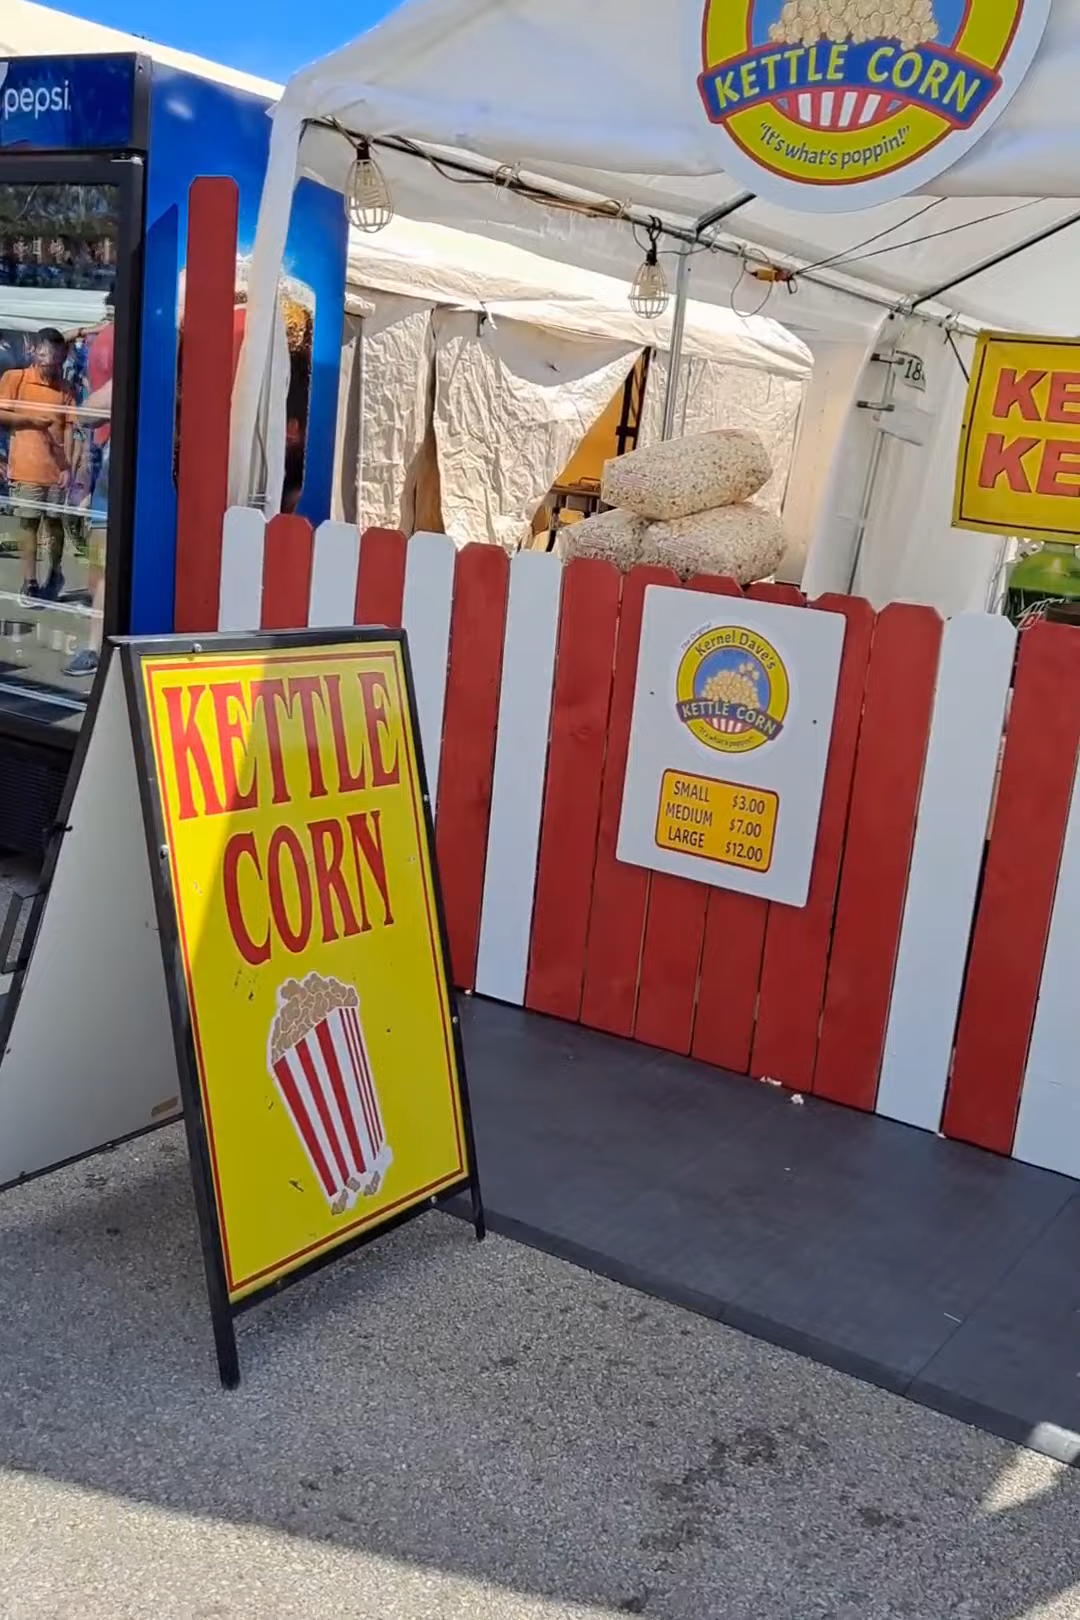 pepsi
KETTLE CORN
"It's what's poppin!"
18
KE
KE
The Original
Kernel Dave's
KETTLE CORN
"It's what's poppin!"
SMALL $3.00
MEDIUM $7.00
LARGE $12.00
KETTLE
CORN